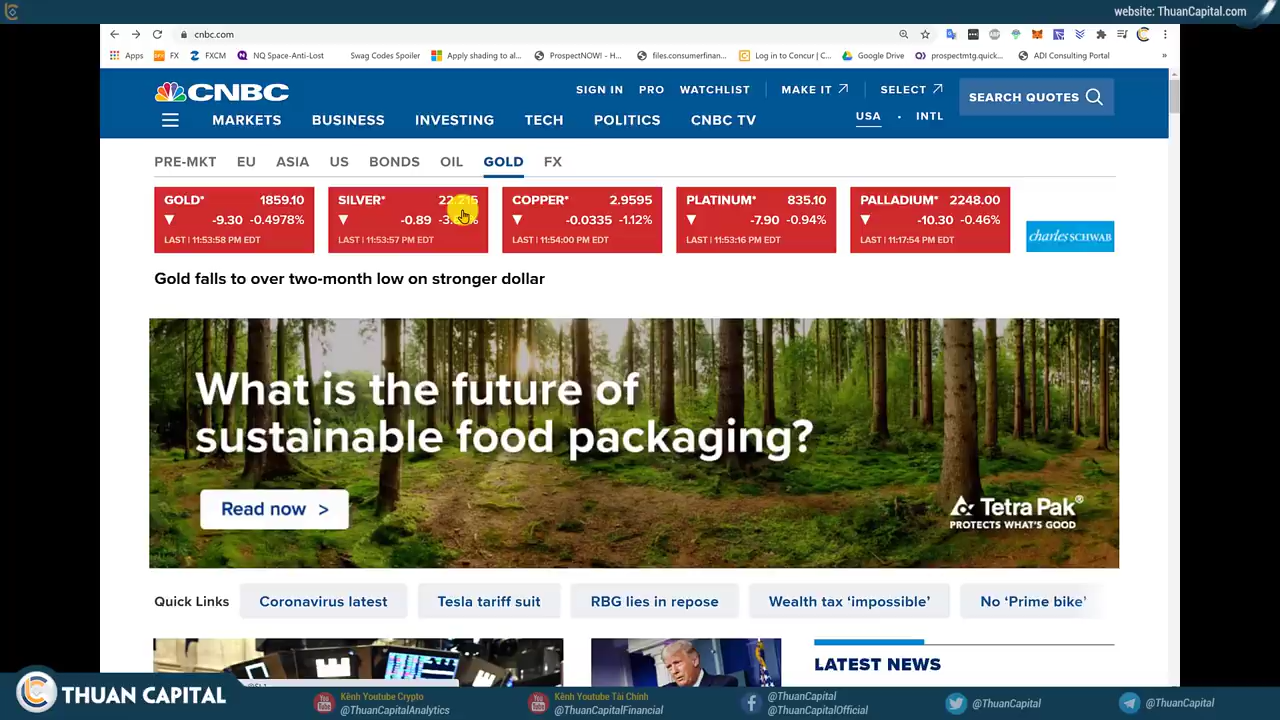 website: ThuanCapital.com
cnbc.com
Apps FX FXCM NQ Space-Anti-Lost Swag Codes Spoiler Apply shading to al... ProspectNOW! - H... files.consumerfinan... Log in to Concur | C... Google Drive prospectmtg.quick... ADI Consulting Portal »
CNBC
SIGN IN PRO WATCHLIST MAKE IT SELECT
SEARCH QUOTES
MARKETS BUSINESS INVESTING TECH POLITICS CNBC TV
USA • INTL
PRE-MKT EU ASIA US BONDS OIL GOLD FX
GOLD* 1859.10
-9.30 -0.4978%
LAST | 11:53:58 PM EDT
SILVER* 22.215
-0.89
LAST | 11:53:57 PM EDT
COPPER* 2.9595
-0.0335 -1.12%
LAST | 11:54:00 PM EDT
PLATINUM* 835.10
-7.90 -0.94%
LAST | 11:53:16 PM EDT
PALLADIUM* 2248.00
-10.30 -0.46%
LAST | 11:17:54 PM EDT
charles SCHWAB
Gold falls to over two-month low on stronger dollar
What is the future of
sustainable food packaging?
Read now >
Tetra Pak®
PROTECTS WHAT'S GOOD
Quick Links Coronavirus latest Tesla tariff suit RBG lies in repose Wealth tax ‘impossible’ No ‘Prime bike’
LATEST NEWS
THUAN CAPITAL
Kênh Youtube Crypto
@ThuanCapitalAnalytics
Kênh Youtube Tài Chính
@ThuanCapitalFinancial
@ThuanCapital
@ThuanCapitalOfficial
@ThuanCapital
@ThuanCapital